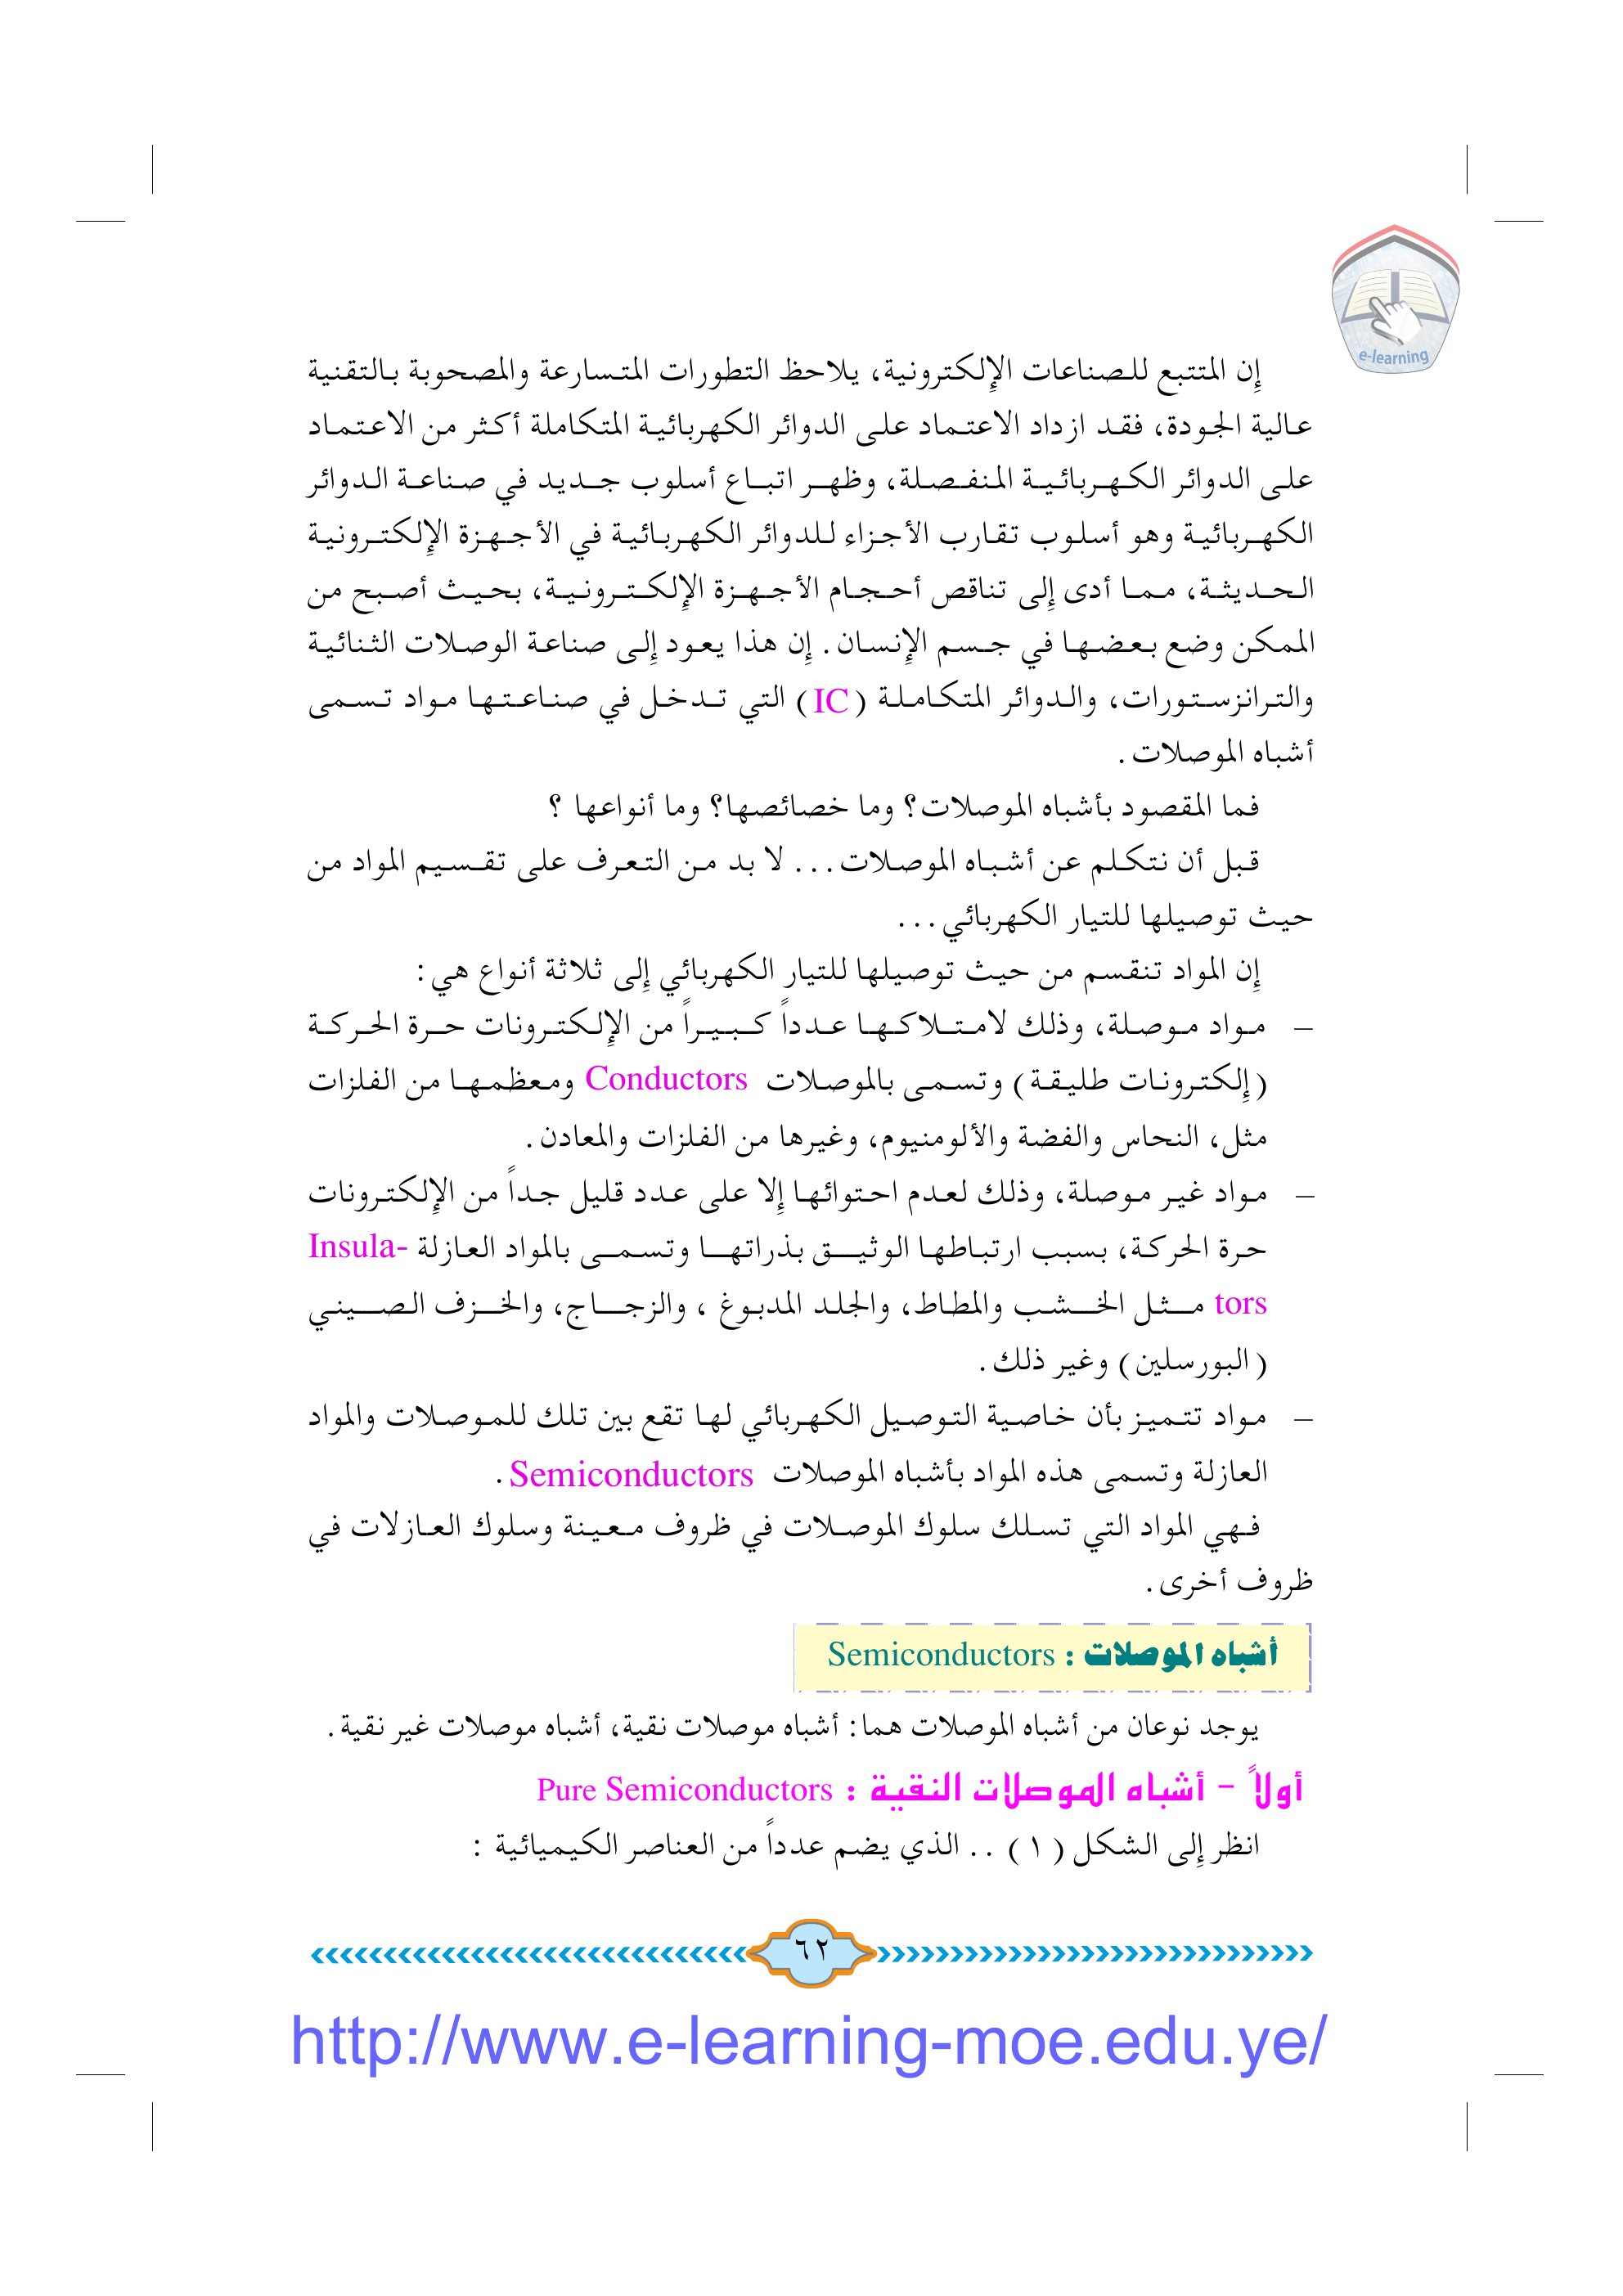 e-learning
إن المتتبع للصناعات الإلكترونية، يلاحظ التطورات المتسارعة والمصحوبة بالتقنية
عالية الجودة، فقد ازداد الاعتماد على الدوائر الكهربائية المتكاملة أكثر من الاعتماد
على الدوائر الكهربائية المنفصلة، وظهر اتباع أسلوب جديد في صناعة الدوائر
الكهربائية وهو أسلوب تقارب الأجزاء للدوائر الكهربائية في الأجهزة الإلكترونية
الحديثة، مما أدى إلى تناقص أحجام الأجهزة الإلكترونية، بحيث أصبح من
الممكن وضع بعضها في جسم الإنسان. إن هذا يعود إلى صناعة الوصلات الثنائية
والترانزستورات، والدوائر المتكاملة (IC) التي تدخل في صناعتها مواد تسمى
أشباه الموصلات.
فما المقصود بأشباه الموصلات؟ وما خصائصها؟ وما أنواعها ؟
قبل أن نتكلم عن أشباه الموصلات... لا بد من التعرف على تقسيم المواد من
حيث توصيلها للتيار الكهربائي...
إن المواد تنقسم من حيث توصيلها للتيار الكهربائي إلى ثلاثة أنواع هي:
– مواد موصلة، وذلك لامتلاكها عدداً كبيراً من الإلكترونات حرة الحركة
(إلكترونات طليقة) وتسمى بالموصلات Conductors ومعظمها من الفلزات
مثل، النحاس والفضة والألومنيوم، وغيرها من الفلزات والمعادن.
– مواد غير موصلة، وذلك لعدم احتوائها إلا على عدد قليل جداً من الإلكترونات
حرة الحركة، بسبب ارتباطها الوثيق بذراتها وتسمى بالمواد العازلة Insula-
tors مثل الخشب والمطاط، والجلد المدبوغ ، والزجاج، والخزف الصيني
(البورسلين) وغير ذلك.
– مواد تتميز بأن خاصية التوصيل الكهربائي لها تقع بين تلك للموصلات والمواد
العازلة وتسمى هذه المواد بأشباه الموصلات Semiconductors .
فهي المواد التي تسلك سلوك الموصلات في ظروف معينة وسلوك العازلات في
ظروف أخرى.
أشباه الموصلات : Semiconductors
يوجد نوعان من أشباه الموصلات هما: أشباه موصلات نقية، أشباه موصلات غير نقية.
أولاً - أشباه الموصلات النقية : Pure Semiconductors
انظر إلى الشكل (١) .. الذي يضم عدداً من العناصر الكيميائية :
٦٢
http://www.e-learning-moe.edu.ye/